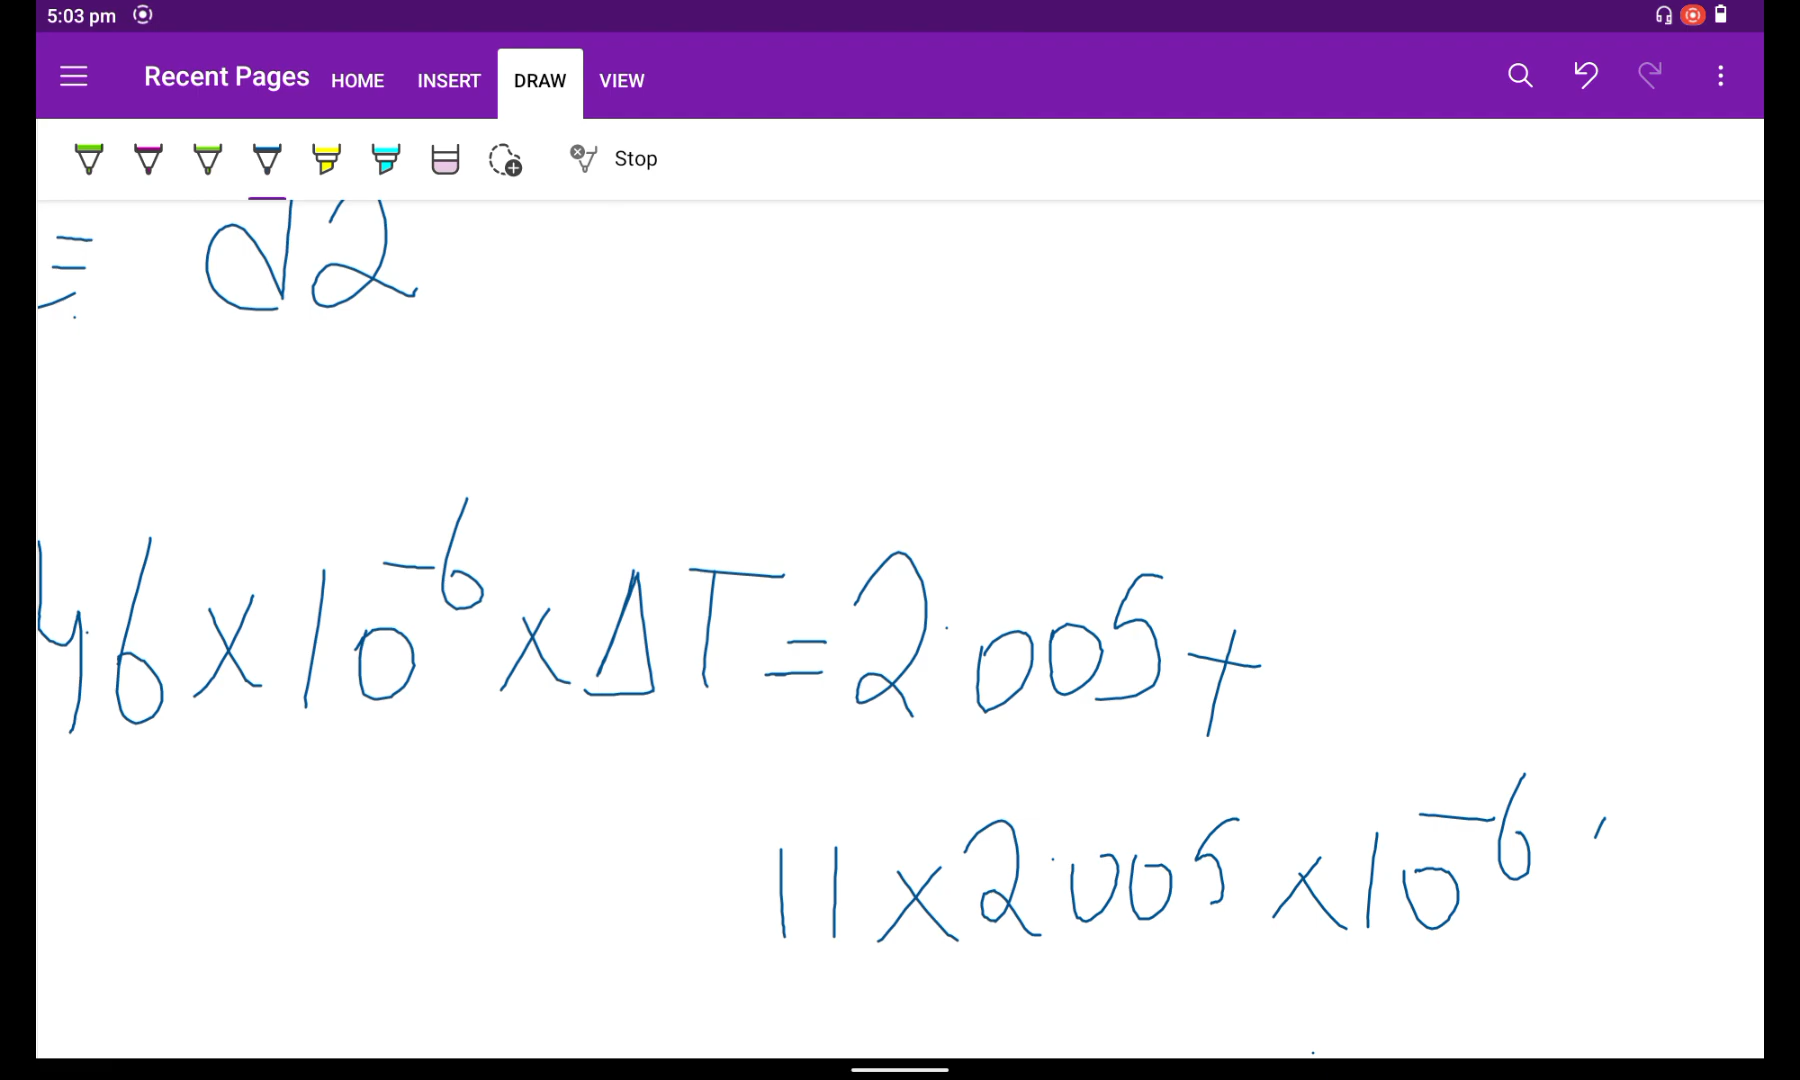 5:03 pm
Recent Pages HOME INSERT DRAW VIEW
Stop
= d2
46 x 10^-6 x ΔT = 2.005 +
11 x 2.005 x 10^-6